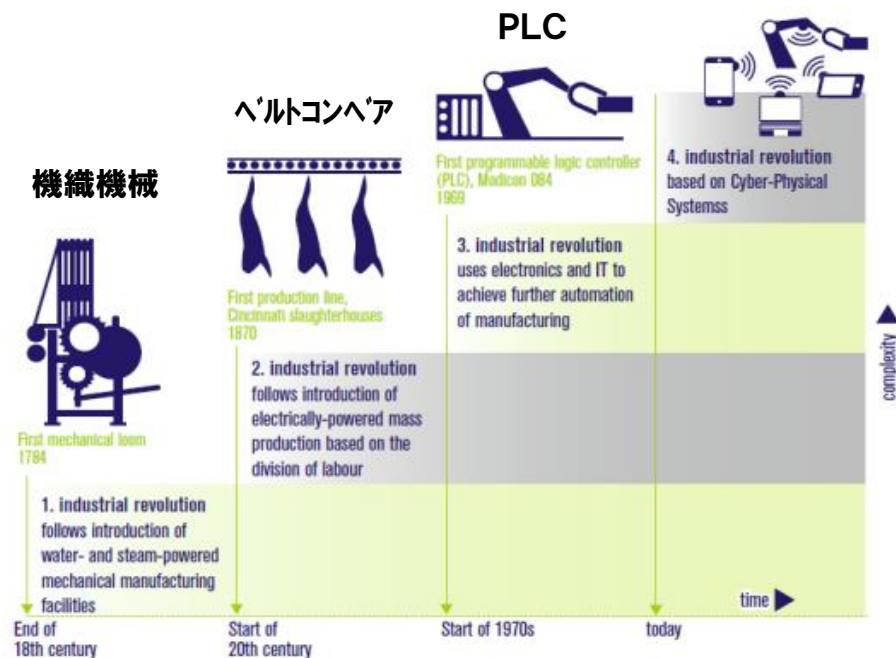 PLC
ベルトコンベア
機織機械
First programmable logic controller
(PLC), Modicon 084
1969
4. industrial revolution
based on Cyber-Physical
Systemss
3. industrial revolution
uses electronics and IT to
achieve further automation
of manufacturing
First production line,
Cincinnati slaughterhouses
1870
2. industrial revolution
follows introduction of
electrically-powered mass
production based on the
division of labour
First mechanical loom
1784
1. industrial revolution
follows introduction of
water- and steam-powered
mechanical manufacturing
facilities
complexity
time
End of
18th century
Start of
20th century
Start of 1970s
today